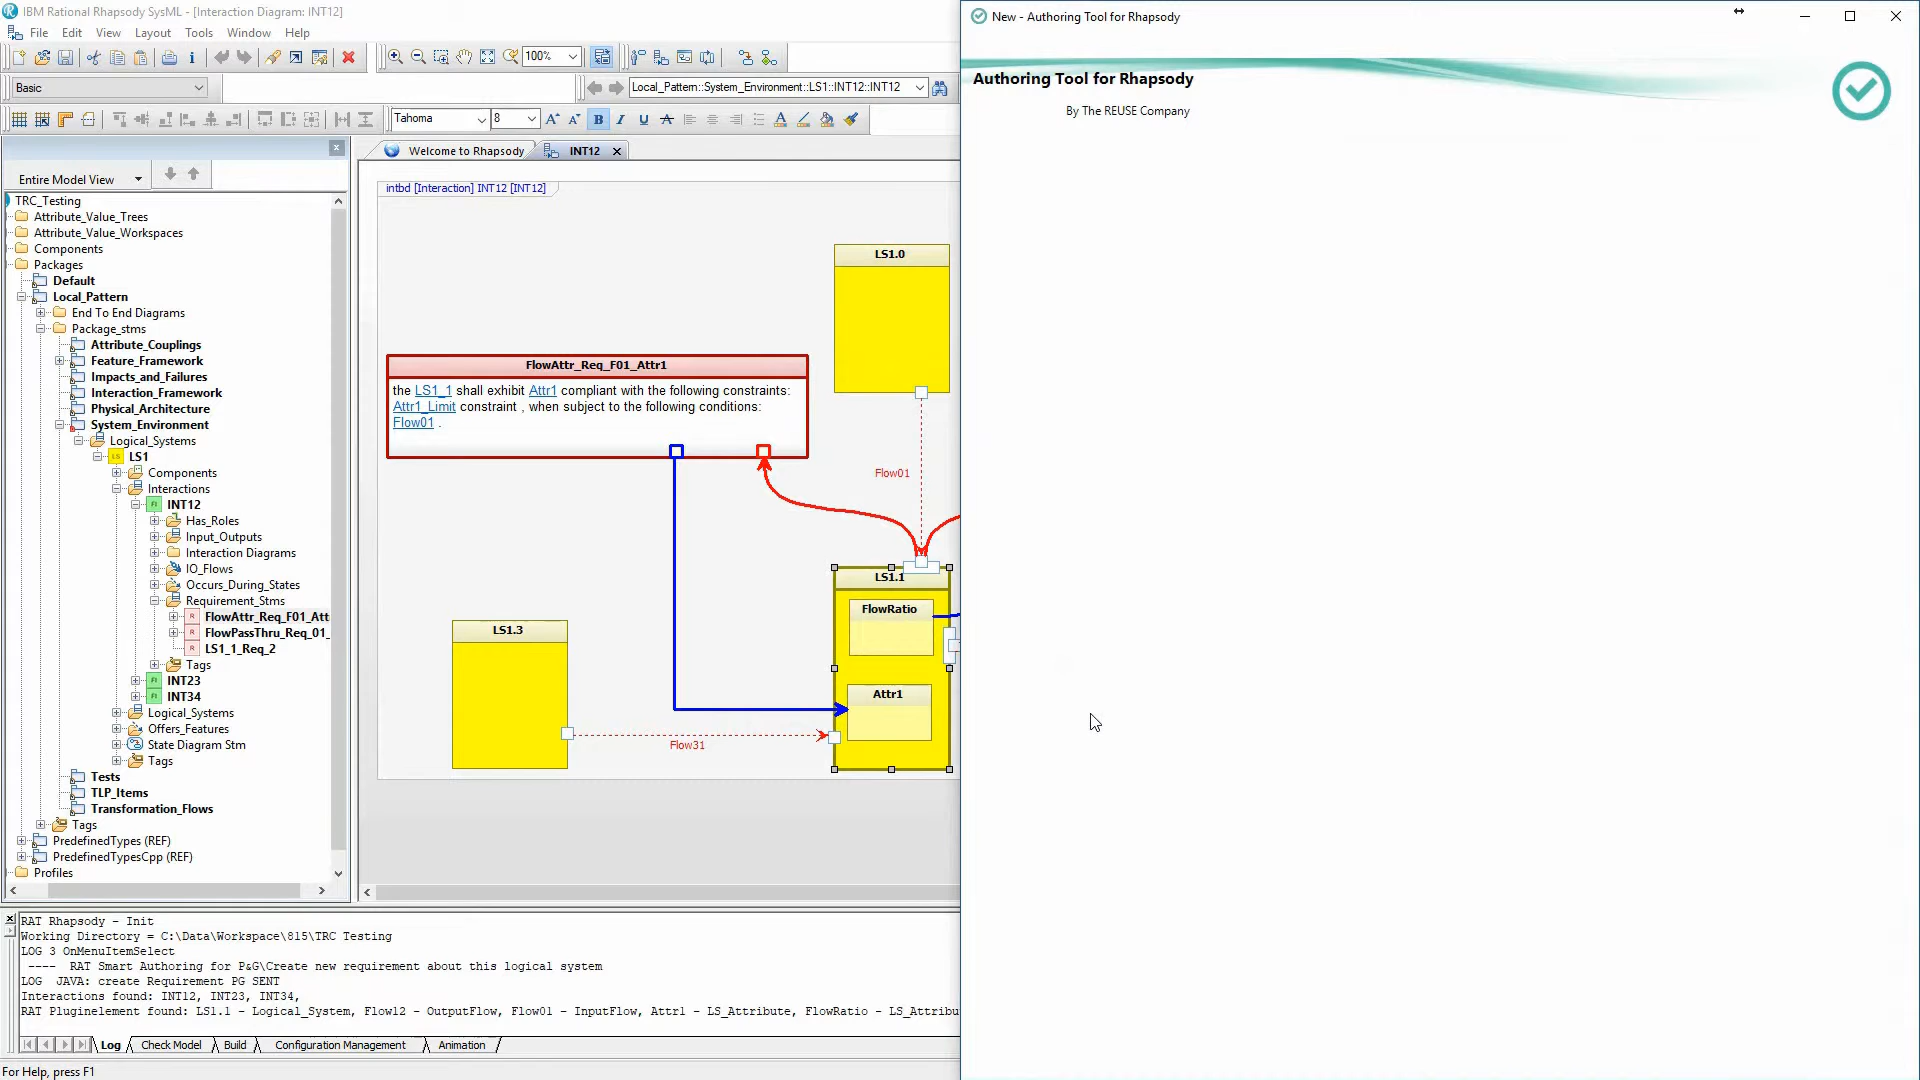 IBM Rational Rhapsody SysML - [Interaction Diagram: INT12]
File Edit View Layout Tools Window Help
100%
Basic
Local_Pattern::System_Environment::LS1::INT12::INT12
Tahoma 8
Entire Model View
TRC_Testing
Attribute_Value_Trees
Attribute_Value_Workspaces
Components
Packages
Default
Local_Pattern
End To End Diagrams
Package_stms
Attribute_Couplings
Feature_Framework
Impacts_and_Failures
Interaction_Framework
Physical_Architecture
System_Environment
Logical_Systems
LS1
Components
Interactions
INT12
Has_Roles
Input_Outputs
Interaction Diagrams
IO_Flows
Occurs_During_States
Requirement_Stms
FlowAttr_Req_F01_Att
FlowPassThru_Req_01_
LS1_1_Req_2
Tags
INT23
INT34
Logical_Systems
Offers_Features
State Diagram Stm
Tags
Tests
TLP_Items
Transformation_Flows
Tags
PredefinedTypes (REF)
PredefinedTypesCpp (REF)
Profiles
Welcome to Rhapsody
INT12
intbd [Interaction] INT12 [INT12]
LS1.0
FlowAttr_Req_F01_Attr1
the LS1_1 shall exhibit Attr1 compliant with the following constraints:
Attr1_Limit constraint , when subject to the following conditions:
Flow01 .
Flow01
LS1.1
FlowRatio
Attr1
LS1.3
Flow31
RAT Rhapsody - Init
Working Directory = C:\Data\Workspace\815\TRC Testing
LOG 3 OnMenuItemSelect
---- RAT Smart Authoring for P&G\Create new requirement about this logical system
LOG JAVA: create Requirement PG SENT
Interactions found: INT12, INT23, INT34,
RAT Pluginelement found: LS1.1 - Logical_System, Flow12 - OutputFlow, Flow01 - InputFlow, Attr1 - LS_Attribute, FlowRatio - LS_Attribu
Log Check Model Build Configuration Management Animation
For Help, press F1
New - Authoring Tool for Rhapsody
Authoring Tool for Rhapsody
By The REUSE Company